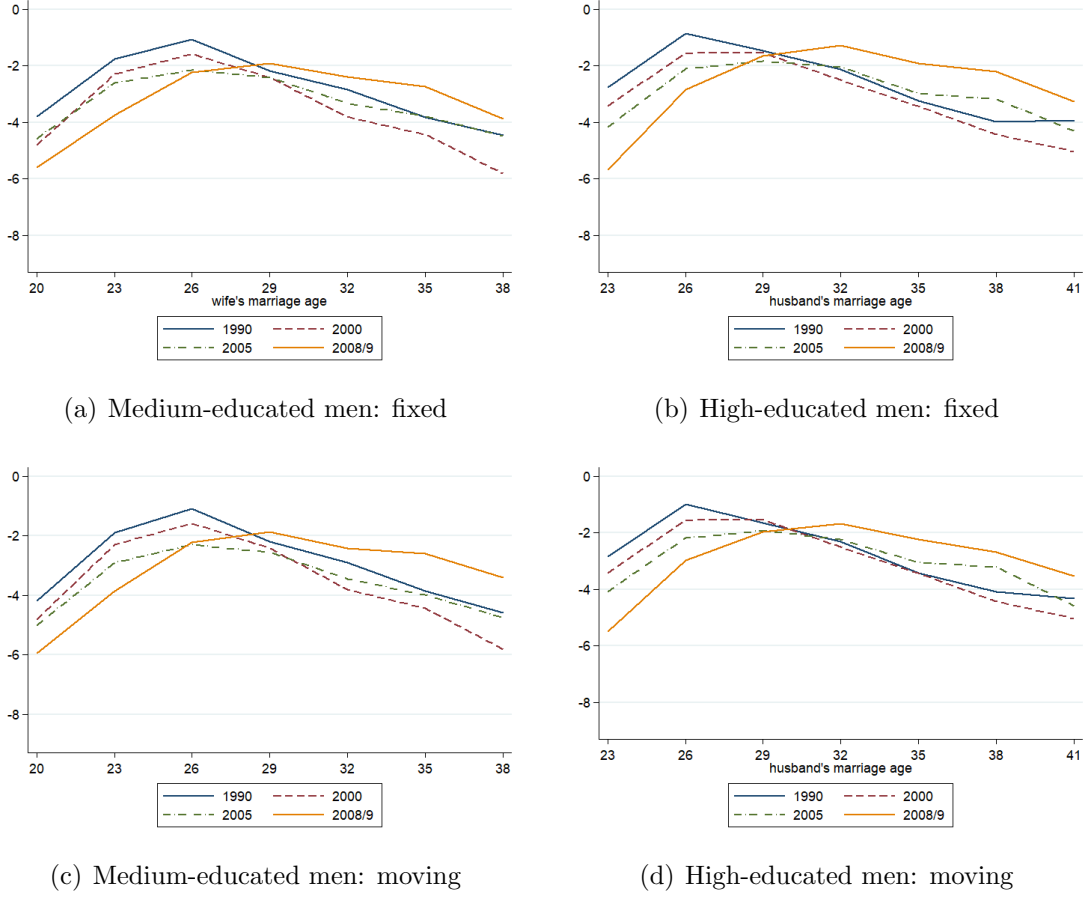 0
-2
-4
-6
-8
20 23 26 29 32 35 38
wife's marriage age
1990 2000
2005 2008/9
(a) Medium-educated men: fixed
0
-2
-4
-6
-8
23 26 29 32 35 38 41
husband's marriage age
1990 2000
2005 2008/9
(b) High-educated men: fixed
0
-2
-4
-6
-8
20 23 26 29 32 35 38
1990 2000
2005 2008/9
(c) Medium-educated men: moving
0
-2
-4
-6
-8
23 26 29 32 35 38 41
husband's marriage age
1990 2000
2005 2008/9
(d) High-educated men: moving